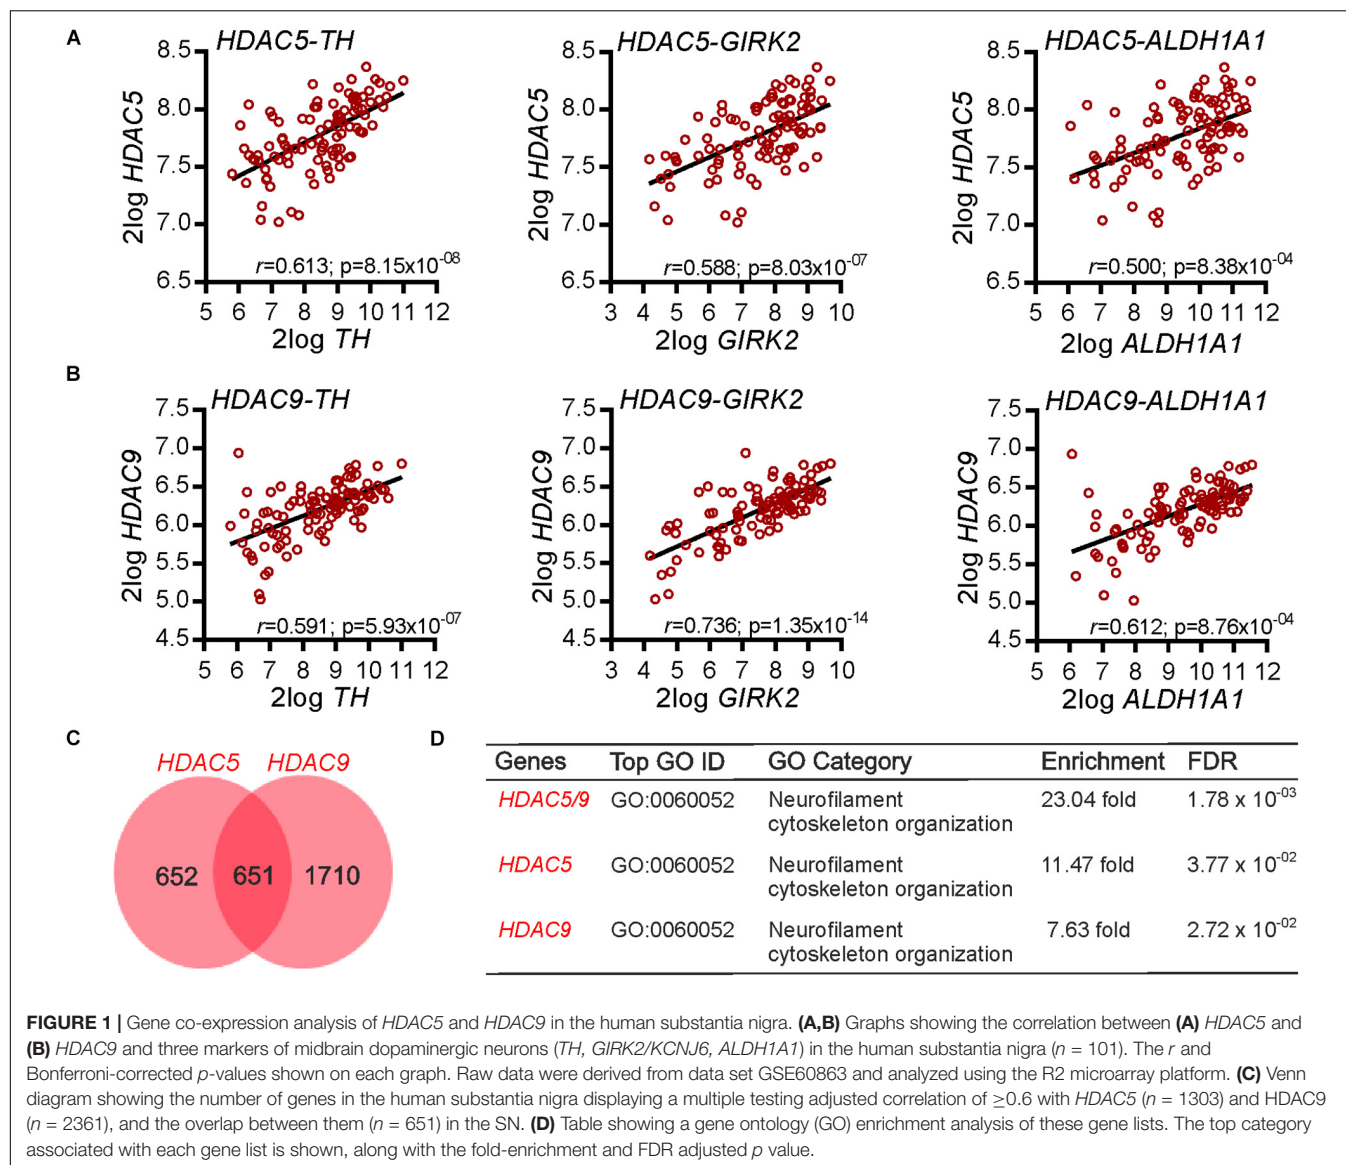 A
HDAC5-TH
8.5
8.0
7.5
7.0
6.5
2log HDAC5
r=0.613; p=8.15x10-08
5 6 7 8 9 10 11 12
2log TH
HDAC5-GIRK2
8.5
8.0
7.5
7.0
6.5
2log HDAC5
r=0.588; p=8.03x10-07
3 4 5 6 7 8 9 10
2log GIRK2
HDAC5-ALDH1A1
8.5
8.0
7.5
7.0
6.5
2log HDAC5
r=0.500; p=8.38x10-04
5 6 7 8 9 10 11 12
2log ALDH1A1
B
HDAC9-TH
7.5
7.0
6.5
6.0
5.5
5.0
4.5
2log HDAC9
r=0.591; p=5.93x10-07
5 6 7 8 9 10 11 12
2log TH
HDAC9-GIRK2
7.5
7.0
6.5
6.0
5.5
5.0
4.5
2log HDAC9
r=0.736; p=1.35x10-14
3 4 5 6 7 8 9 10
2log GIRK2
HDAC9-ALDH1A1
7.5
7.0
6.5
6.0
5.5
5.0
4.5
2log HDAC9
r=0.612; p=8.76x10-04
5 6 7 8 9 10 11 12
2log ALDH1A1
C
HDAC5 HDAC9
652 651 1710
D
Genes Top GO ID GO Category Enrichment FDR
HDAC5/9 GO:0060052 Neurofilament 23.04 fold 1.78 x 10-03
cytoskeleton organization
HDAC5 GO:0060052 Neurofilament 11.47 fold 3.77 x 10-02
cytoskeleton organization
HDAC9 GO:0060052 Neurofilament 7.63 fold 2.72 x 10-02
cytoskeleton organization
FIGURE 1 | Gene co-expression analysis of HDAC5 and HDAC9 in the human substantia nigra. (A,B) Graphs showing the correlation between (A) HDAC5 and
(B) HDAC9 and three markers of midbrain dopaminergic neurons (TH, GIRK2/KCNJ6, ALDH1A1) in the human substantia nigra (n = 101). The r and
Bonferroni-corrected p-values shown on each graph. Raw data were derived from data set GSE60863 and analyzed using the R2 microarray platform. (C) Venn
diagram showing the number of genes in the human substantia nigra displaying a multiple testing adjusted correlation of ≥0.6 with HDAC5 (n = 1303) and HDAC9
(n = 2361), and the overlap between them (n = 651) in the SN. (D) Table showing a gene ontology (GO) enrichment analysis of these gene lists. The top category
associated with each gene list is shown, along with the fold-enrichment and FDR adjusted p value.